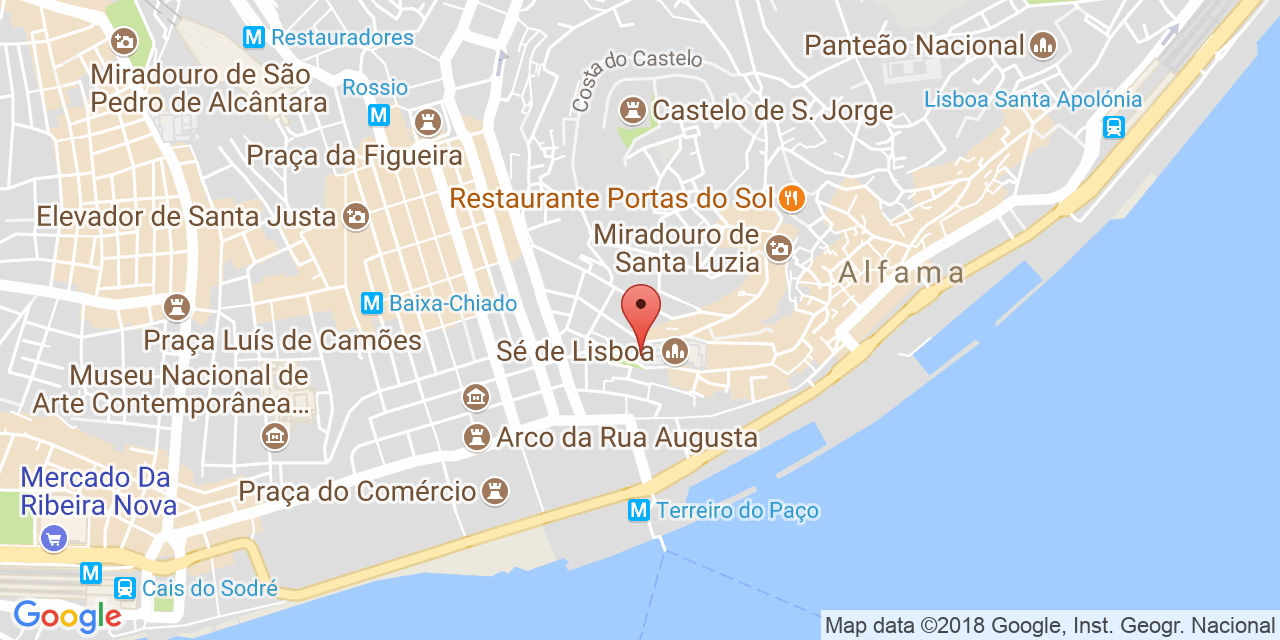 M Restauradores
Panteão Nacional
Costa do Castelo
Miradouro de São
Pedro de Alcântara
Rossio
M
Castelo de S. Jorge
Lisboa Santa Apolónia
Praça da Figueira
Restaurante Portas do Sol
Elevador de Santa Justa
Miradouro de
Santa Luzia
Alfama
M Baixa-Chiado
Praça Luís de Camões
Sé de Lisboa
Museu Nacional de
Arte Contemporânea...
Arco da Rua Augusta
Mercado Da
Ribeira Nova
Praça do Comércio
M Terreiro do Paço
M
Cais do Sodré
Google
Map data ©2018 Google, Inst. Geogr. Nacional